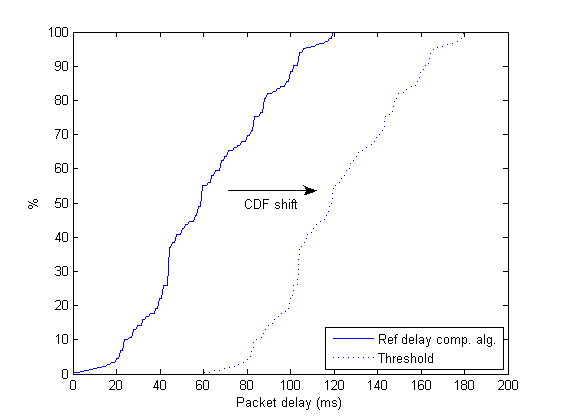 100
90
80
70
60
50
40
30
20
10
0
%
CDF shift
Ref delay comp. alg.
Threshold
0 20 40 60 80 100 120 140 160 180 200
Packet delay (ms)